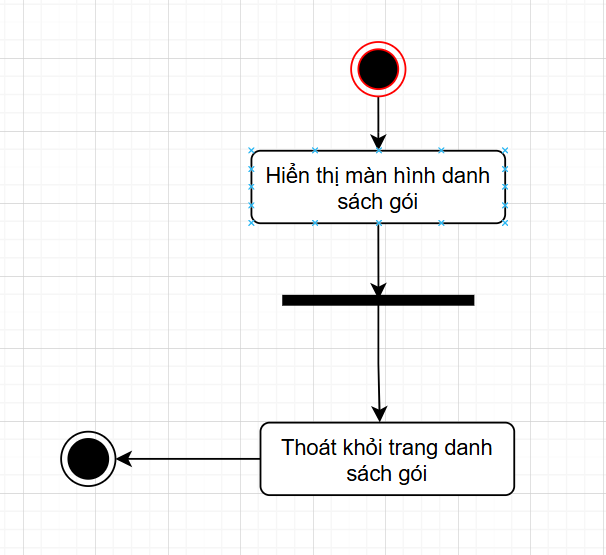 Hiển thị màn hình danh
sách gói
Thoát khỏi trang danh
sách gói